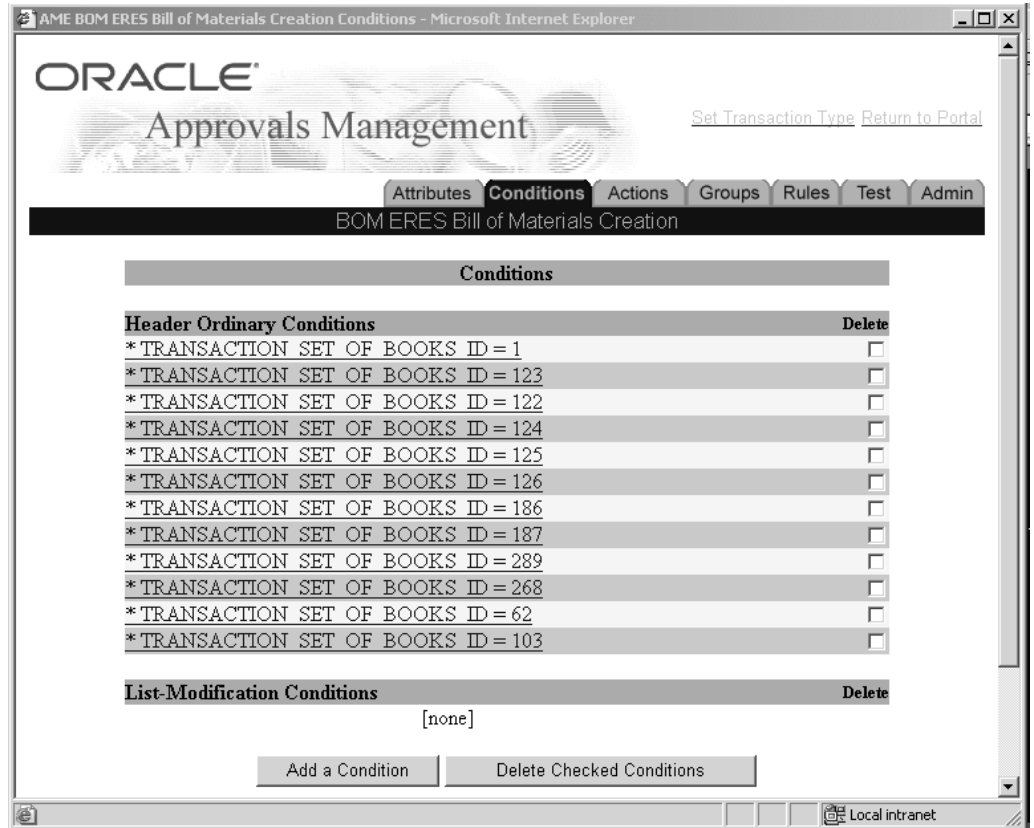 AME BOM ERES Bill of Materials Creation Conditions - Microsoft Internet Explorer
ORACLE®
Approvals Management
Set Transaction Type Return to Portal
Attributes Conditions Actions Groups Rules Test Admin
BOM ERES Bill of Materials Creation
Conditions
Header Ordinary Conditions Delete
* TRANSACTION_SET_OF_BOOKS_ID = 1
* TRANSACTION_SET_OF_BOOKS_ID = 123
* TRANSACTION_SET_OF_BOOKS_ID = 122
* TRANSACTION_SET_OF_BOOKS_ID = 124
* TRANSACTION_SET_OF_BOOKS_ID = 125
* TRANSACTION_SET_OF_BOOKS_ID = 126
* TRANSACTION_SET_OF_BOOKS_ID = 186
* TRANSACTION_SET_OF_BOOKS_ID = 187
* TRANSACTION_SET_OF_BOOKS_ID = 289
* TRANSACTION_SET_OF_BOOKS_ID = 268
* TRANSACTION_SET_OF_BOOKS_ID = 62
* TRANSACTION_SET_OF_BOOKS_ID = 103
List-Modification Conditions Delete
[none]
Add a Condition Delete Checked Conditions
Local intranet